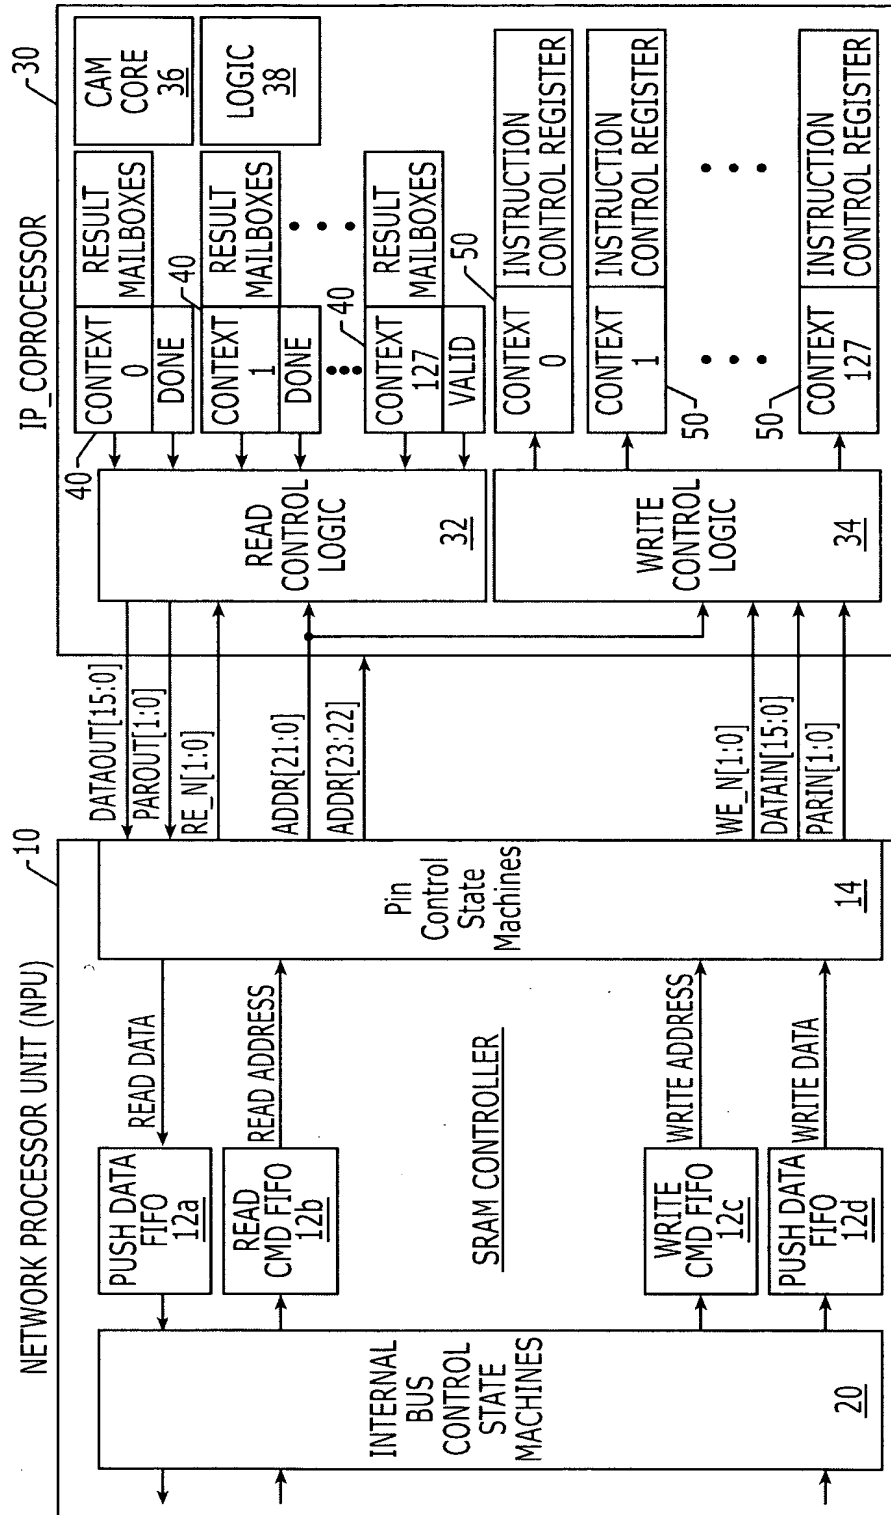 NETWORK PROCESSOR UNIT (NPU)
10
INTERNAL
BUS
CONTROL
STATE
MACHINES
20
PUSH DATA
FIFO
12a
READ
CMD FIFO
12b
SRAM CONTROLLER
WRITE
CMD FIFO
12c
PUSH DATA
FIFO
12d
READ DATA
READ ADDRESS
WRITE ADDRESS
WRITE DATA
Pin
Control
State
Machines
14
DATAOUT[15:0]
PAROUT[1:0]
RE_N[1:0]
ADDR[21:0]
ADDR[23:22]
WE_N[1:0]
DATAIN[15:0]
PARIN[1:0]
IP_COPROCESSOR
30
READ
CONTROL
LOGIC
32
WRITE
CONTROL
LOGIC
34
40
CONTEXT
0
RESULT
MAILBOXES
DONE
40
CONTEXT
1
RESULT
MAILBOXES
DONE
40
CONTEXT
127
RESULT
MAILBOXES
VALID
CAM
CORE
36
LOGIC
38
50
CONTEXT
0
INSTRUCTION
CONTROL REGISTER
50
CONTEXT
1
INSTRUCTION
CONTROL REGISTER
50
CONTEXT
127
INSTRUCTION
CONTROL REGISTER